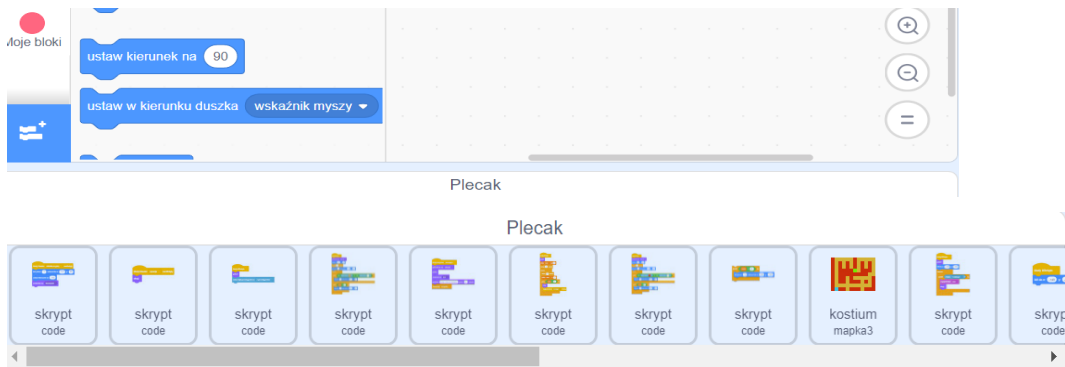 Moje bloki
ustaw kierunek na 90
ustaw w kierunku duszka wskaźnik myszy
Plecak
Plecak
skrypt skrypt skrypt skrypt skrypt skrypt skrypt skrypt kostium skrypt skryp
code code code code code code code code mapka3 code code